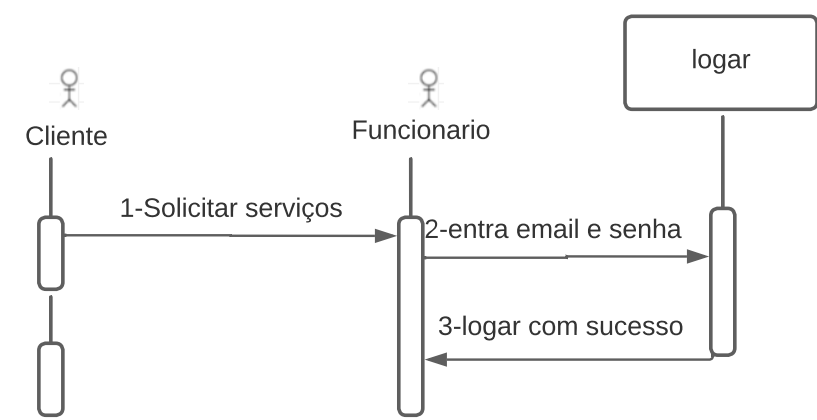 logar
Cliente
Funcionario
1-Solicitar serviços
2-entra email e senha
3-logar com sucesso